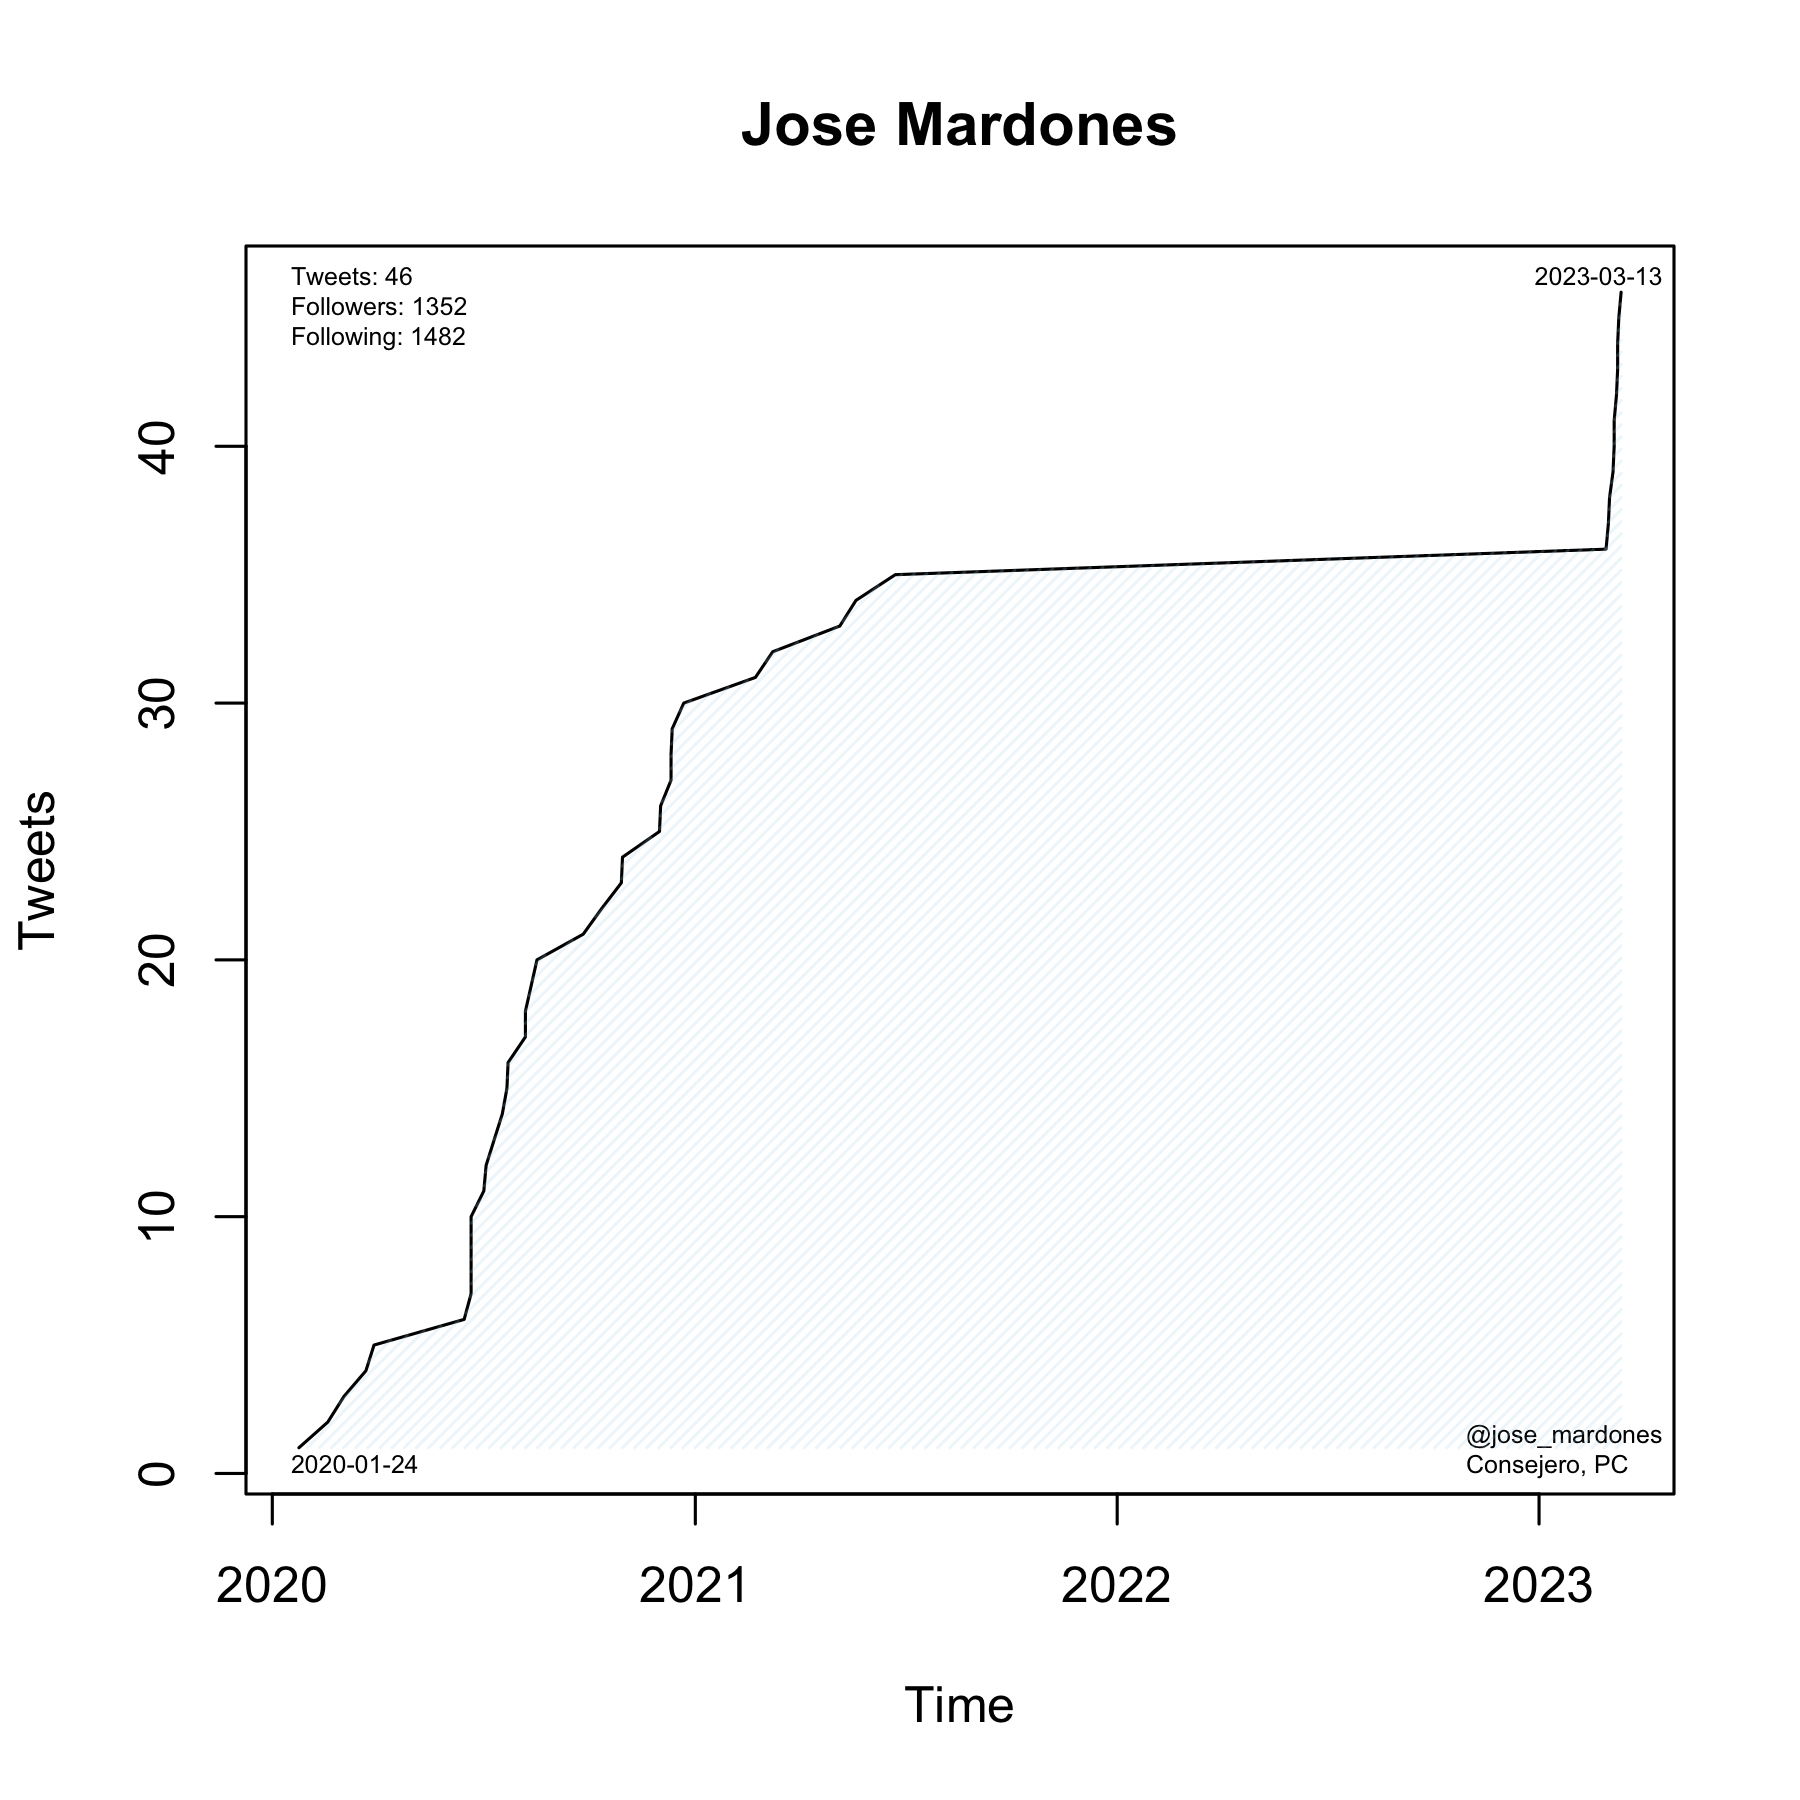 Jose Mardones
Tweets: 46
Followers: 1352
Following: 1482
2023-03-13
40
30
20
10
0
Tweets
@jose_mardones
Consejero, PC
2020-01-24
2020
2021
2022
2023
Time